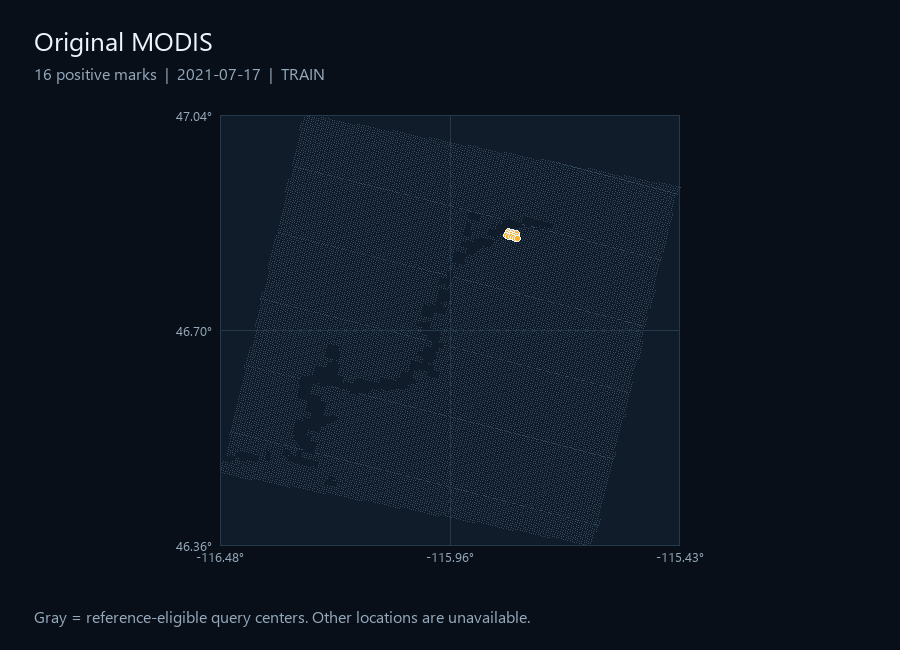 Original MODIS
16 positive marks | 2021-07-17 | TRAIN
47.04°
46.70°
46.36°
-116.48°
-115.96°
-115.43°
Gray = reference-eligible query centers. Other locations are unavailable.